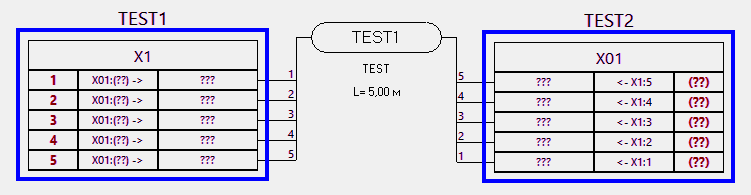 TEST1
X1
1 X01:(??) -> ???
2 X01:(??) -> ???
3 X01:(??) -> ???
4 X01:(??) -> ???
5 X01:(??) -> ???
1
2
3
4
5
TEST1
TEST
L= 5,00 м
5
4
3
2
1
TEST2
X01
??? <- X1:5 (??)
??? <- X1:4 (??)
??? <- X1:3 (??)
??? <- X1:2 (??)
??? <- X1:1 (??)